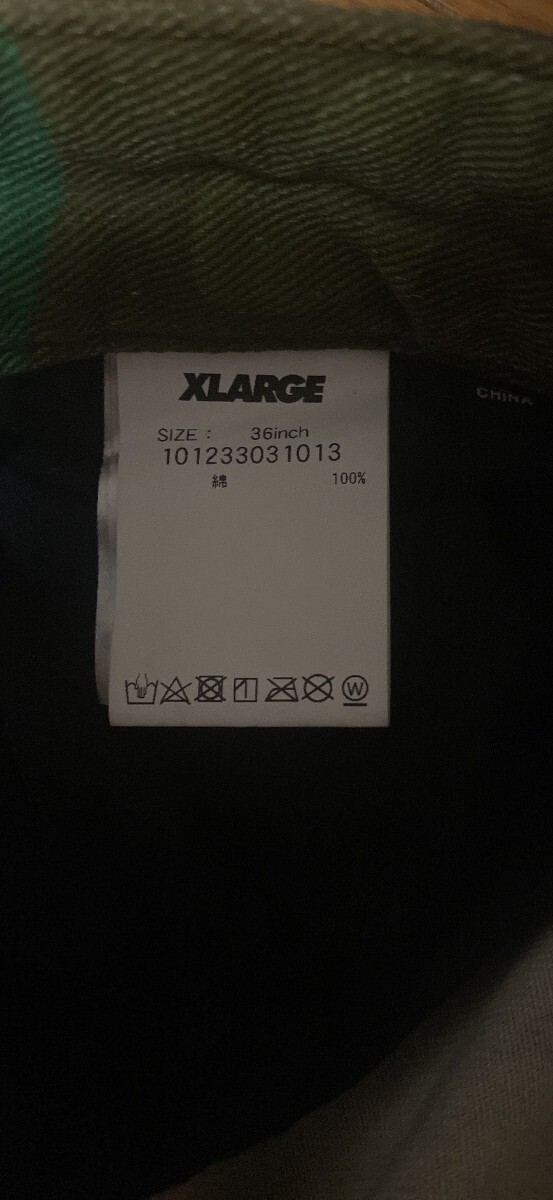 XLARGE
CHINA
SIZE : 36inch
101233031013
綿 100%
W